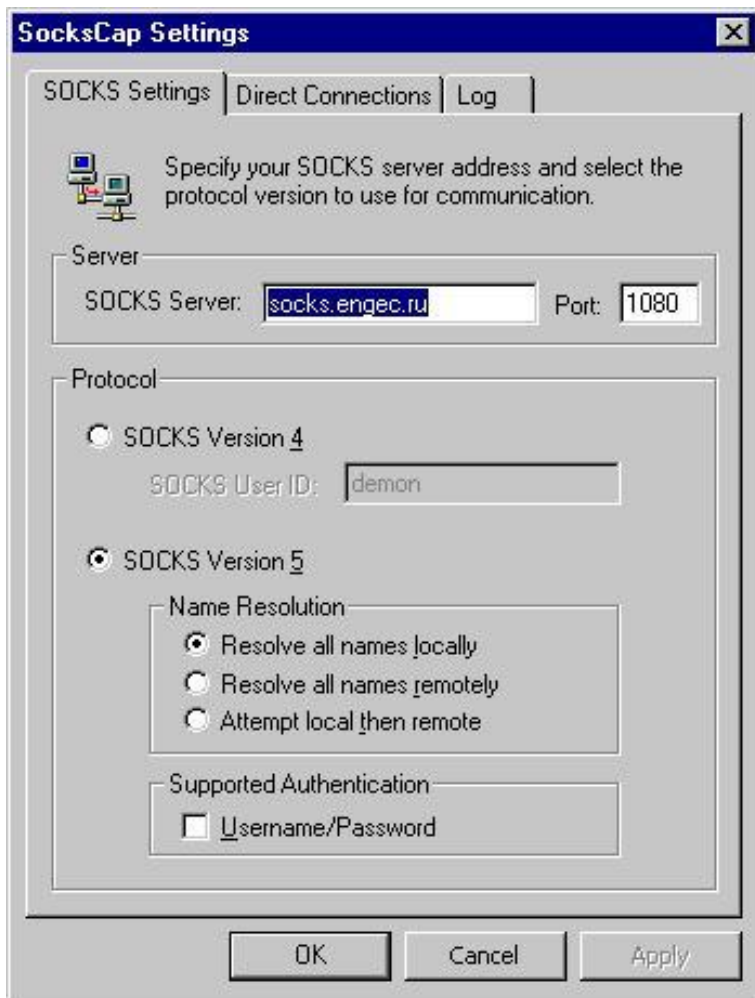 SocksCap Settings
SOCKS Settings Direct Connections Log
Specify your SOCKS server address and select the
protocol version to use for communication.
Server
SOCKS Server: socks.engec.ru Port: 1080
Protocol
SOCKS Version 4
SOCKS User ID: demon
SOCKS Version 5
Name Resolution
Resolve all names locally
Resolve all names remotely
Attempt local then remote
Supported Authentication
Username/Password
OK Cancel Apply